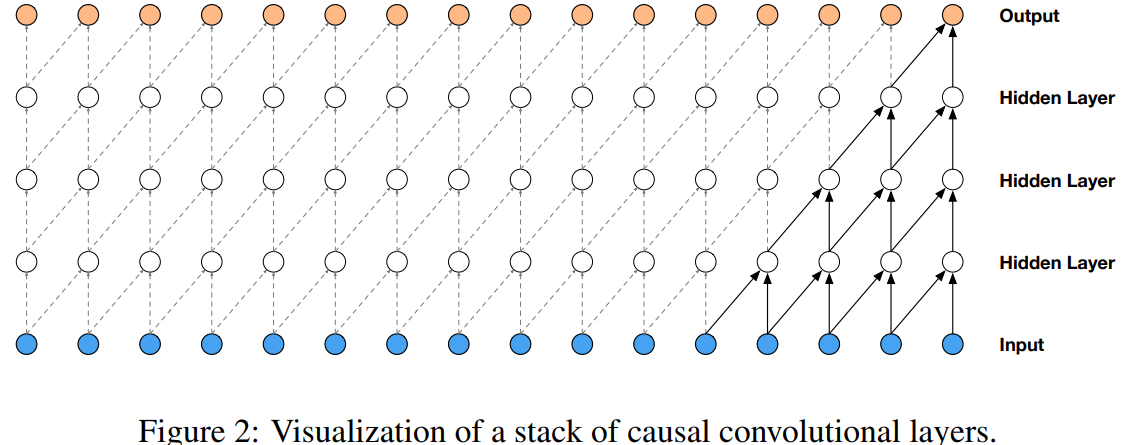 Output
Hidden Layer
Hidden Layer
Hidden Layer
Input
Figure 2: Visualization of a stack of causal convolutional layers.